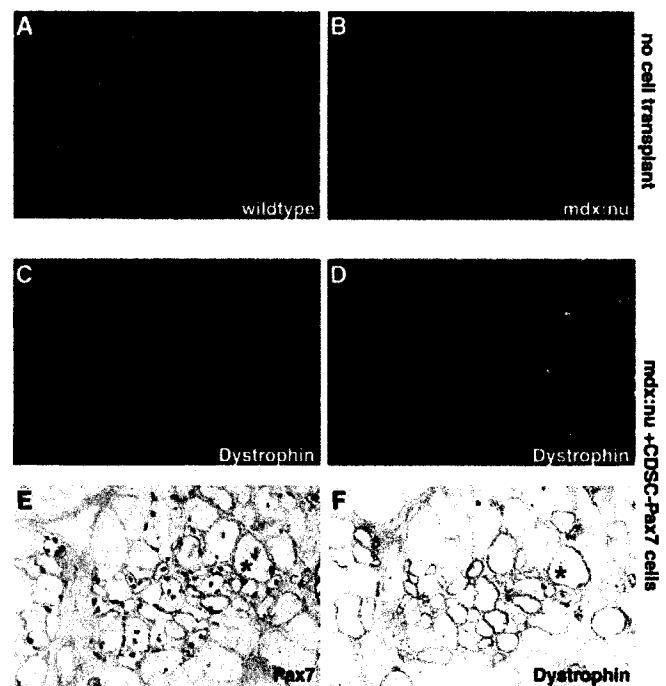 A
B
wildtype
mdx:nu
no cell transplant
C
D
Dystrophin
Dystrophin
mdx:nu +CDSC-Pax7 cells
E
F
*
*
Pax7
Dystrophin